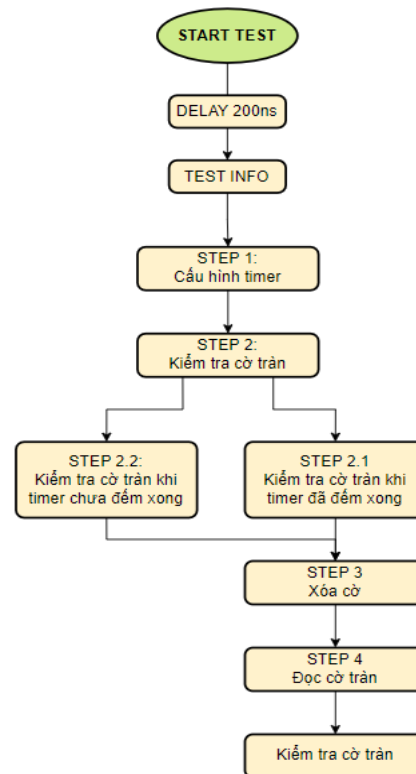 START TEST
DELAY 200ns
TEST INFO
STEP 1:
Cấu hình timer
STEP 2:
Kiểm tra cờ tràn
STEP 2.2:
Kiểm tra cờ tràn khi
timer chưa đếm xong
STEP 2.1
Kiểm tra cờ tràn khi
timer đã đếm xong
STEP 3
Xóa cờ
STEP 4
Đọc cờ tràn
Kiểm tra cờ tràn